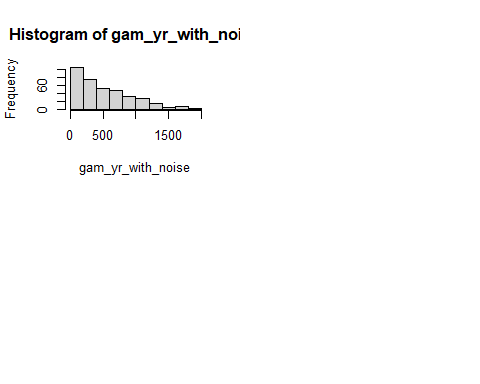 Histogram of gam_yr_with_noi
Frequency
0 60
0 500 1500
gam_yr_with_noise